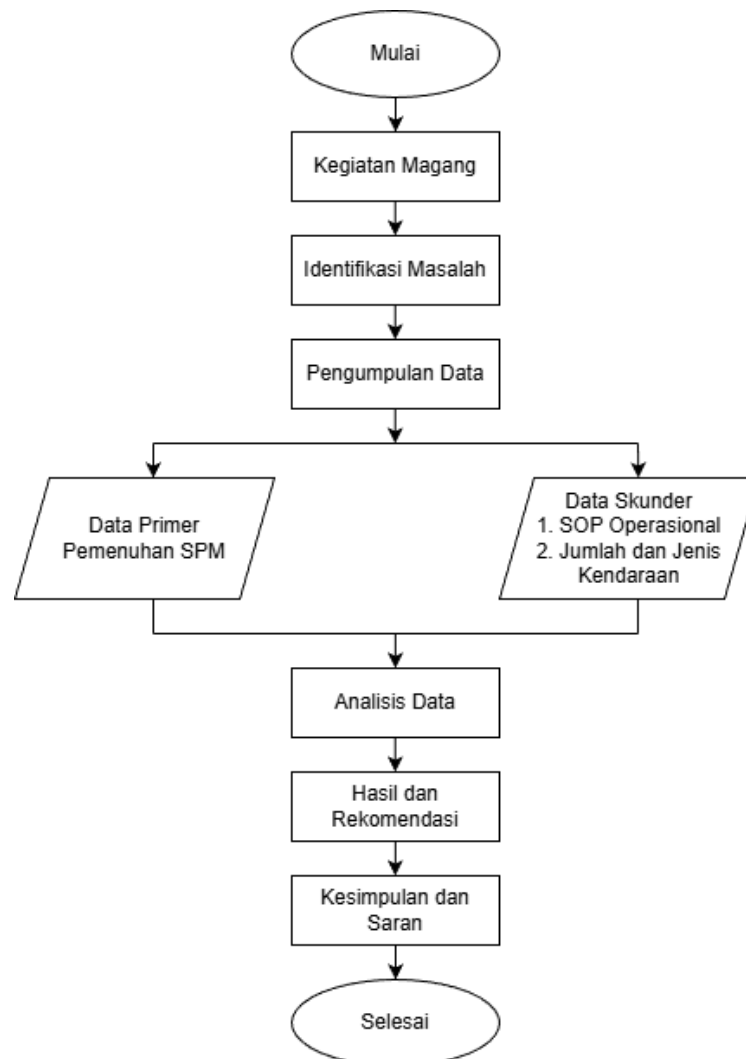 Mulai
Kegiatan Magang
Identifikasi Masalah
Pengumpulan Data
Data Primer
Pemenuhan SPM
Data Skunder
1. SOP Operasional
2. Jumlah dan Jenis
Kendaraan
Analisis Data
Hasil dan
Rekomendasi
Kesimpulan dan
Saran
Selesai